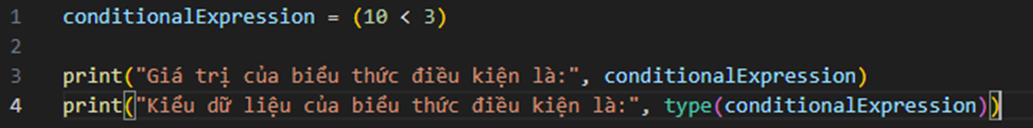 1 conditionalExpression = (10 < 3)
2
3 print("Giá trị của biểu thức điều kiện là:", conditionalExpression)
4 print("Kiểu dữ liệu của biểu thức điều kiện là:", type(conditionalExpression))